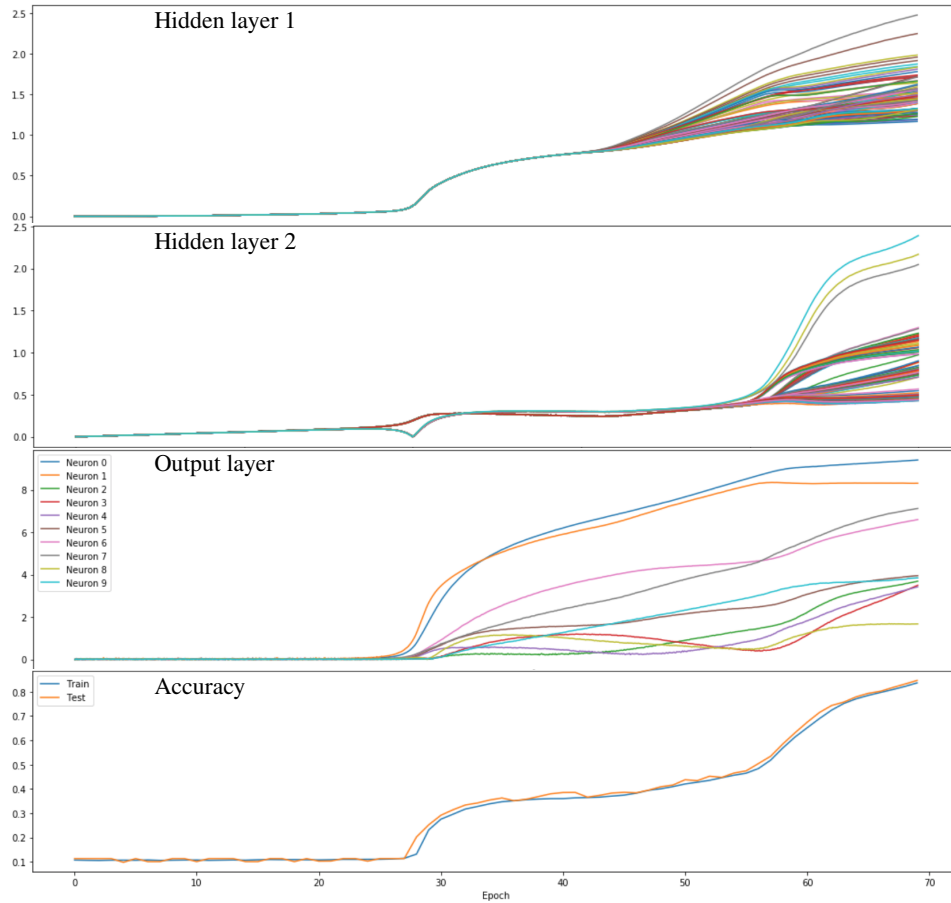 Hidden layer 1
2.5
2.0
1.5
1.0
0.5
0.0
Hidden layer 2
2.5
2.0
1.5
1.0
0.5
0.0
Output layer
Neuron 0
Neuron 1
Neuron 2
Neuron 3
Neuron 4
Neuron 5
Neuron 6
Neuron 7
Neuron 8
Neuron 9
8
6
4
2
0
Accuracy
Train
Test
0.8
0.7
0.6
0.5
0.4
0.3
0.2
0.1
0 10 20 30 40 50 60 70
Epoch